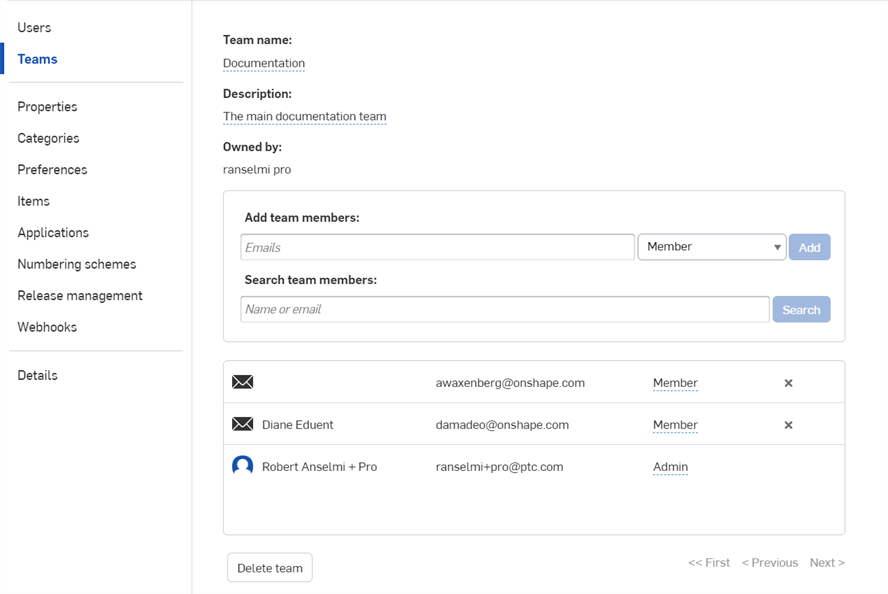 Users
Teams
Properties
Categories
Preferences
Items
Applications
Numbering schemes
Release management
Webhooks
Details
Team name:
Documentation
Description:
The main documentation team
Owned by:
ranselmi pro
Add team members:
Emails Member Add
Search team members:
Name or email Search
awaxenberg@onshape.com Member ×
Diane Eduent damadeo@onshape.com Member ×
Robert Anselmi + Pro ranselmi+pro@ptc.com Admin
Delete team << First < Previous Next >